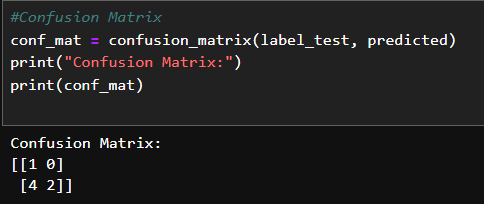 #Confusion Matrix
conf_mat = confusion_matrix(label_test, predicted)
print("Confusion Matrix:")
print(conf_mat)
Confusion Matrix:
[[1 0]
 [4 2]]